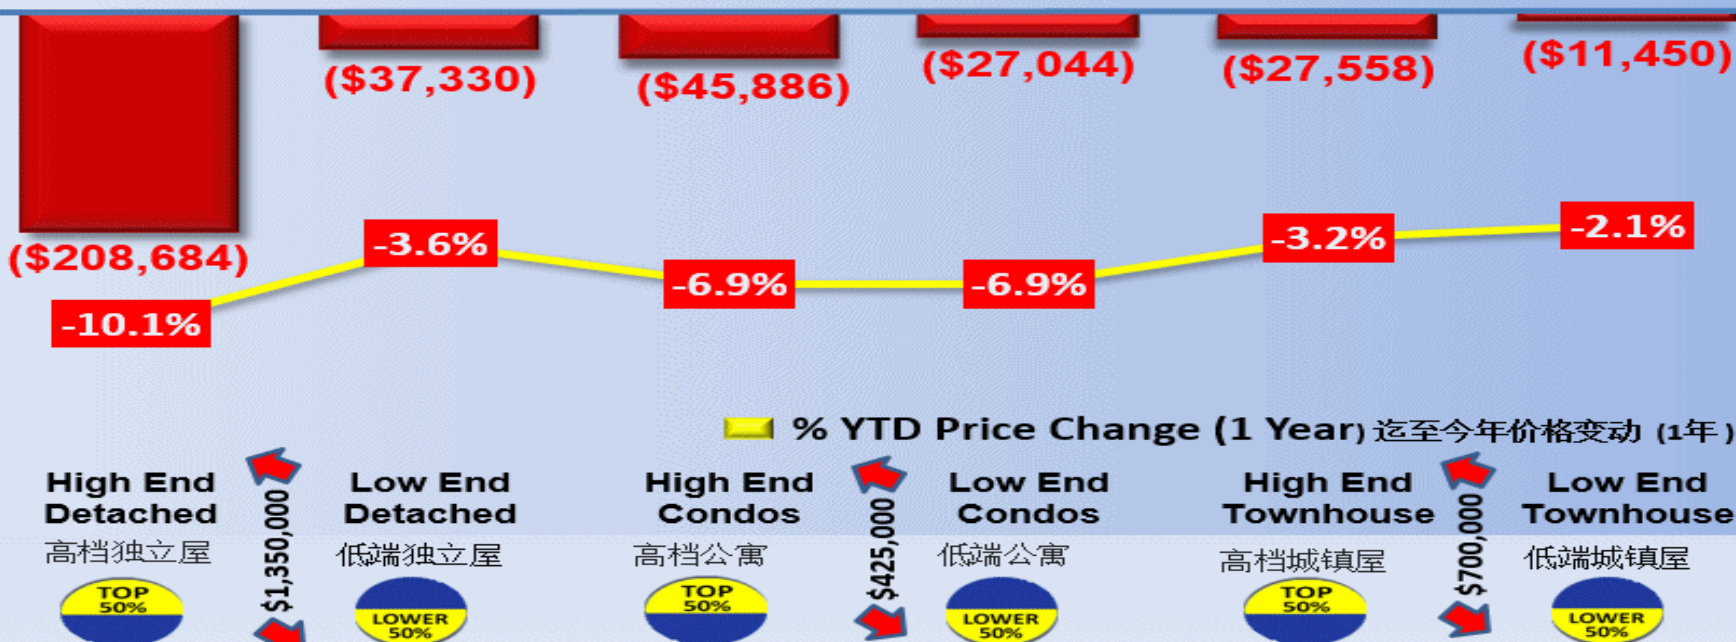 ($37,330)
($45,886)
($27,044)
($27,558)
($11,450)
($208,684)
-10.1%
-3.6%
-6.9%
-6.9%
-3.2%
-2.1%
% YTD Price Change (1 Year) 迄至今年价格变动 (1年)
High End
Detached
高档独立屋
TOP
50%
$1,350,000
Low End
Detached
低端独立屋
LOWER
50%
High End
Condos
高档公寓
TOP
50%
$425,000
Low End
Condos
低端公寓
LOWER
50%
High End
Townhouse
高档城镇屋
TOP
50%
$700,000
Low End
Townhouse
低端城镇屋
LOWER
50%